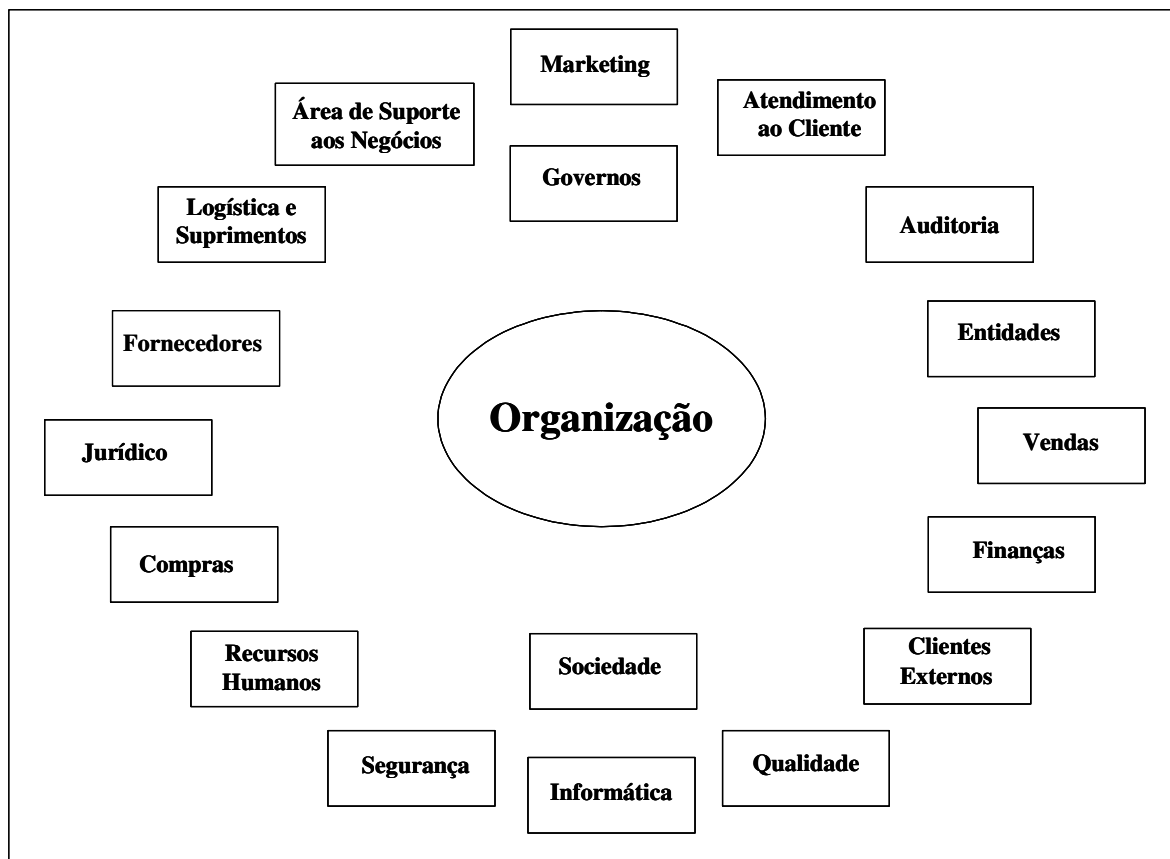 Marketing
Área de Suporte
aos Negócios
Atendimento
ao Cliente
Governos
Logística e
Suprimentos
Auditoria
Fornecedores
Entidades
Organização
Jurídico
Vendas
Compras
Finanças
Recursos
Humanos
Sociedade
Clientes
Externos
Segurança
Informática
Qualidade